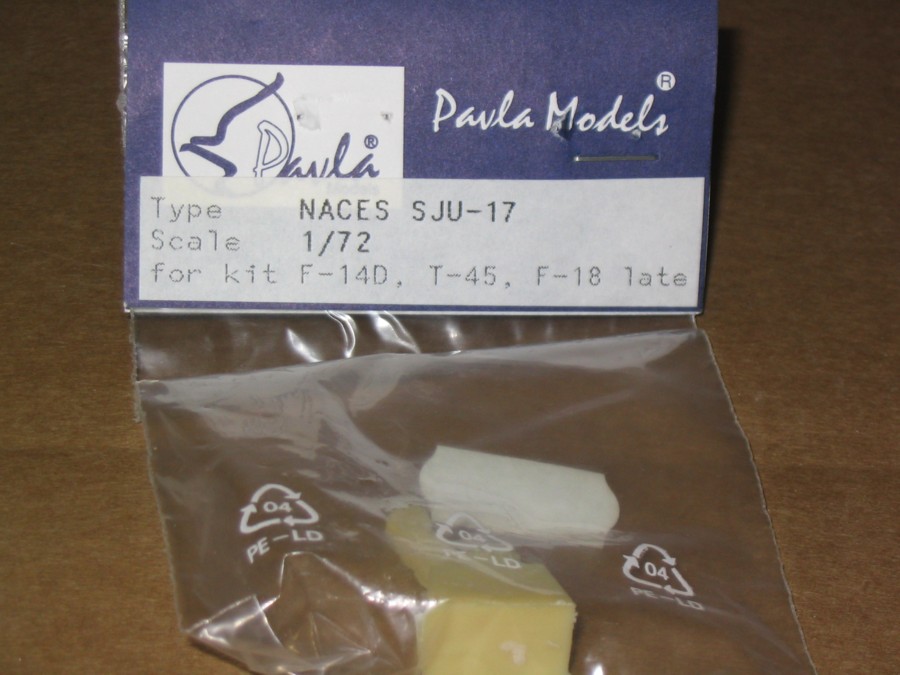 Pavla Models ®
Pavla ®
Models
Type NACES SJU-17
Scale 1/72
for kit F-14D, T-45, F-18 late
04
PE-LD
04
PE-LD
04
PE-LD